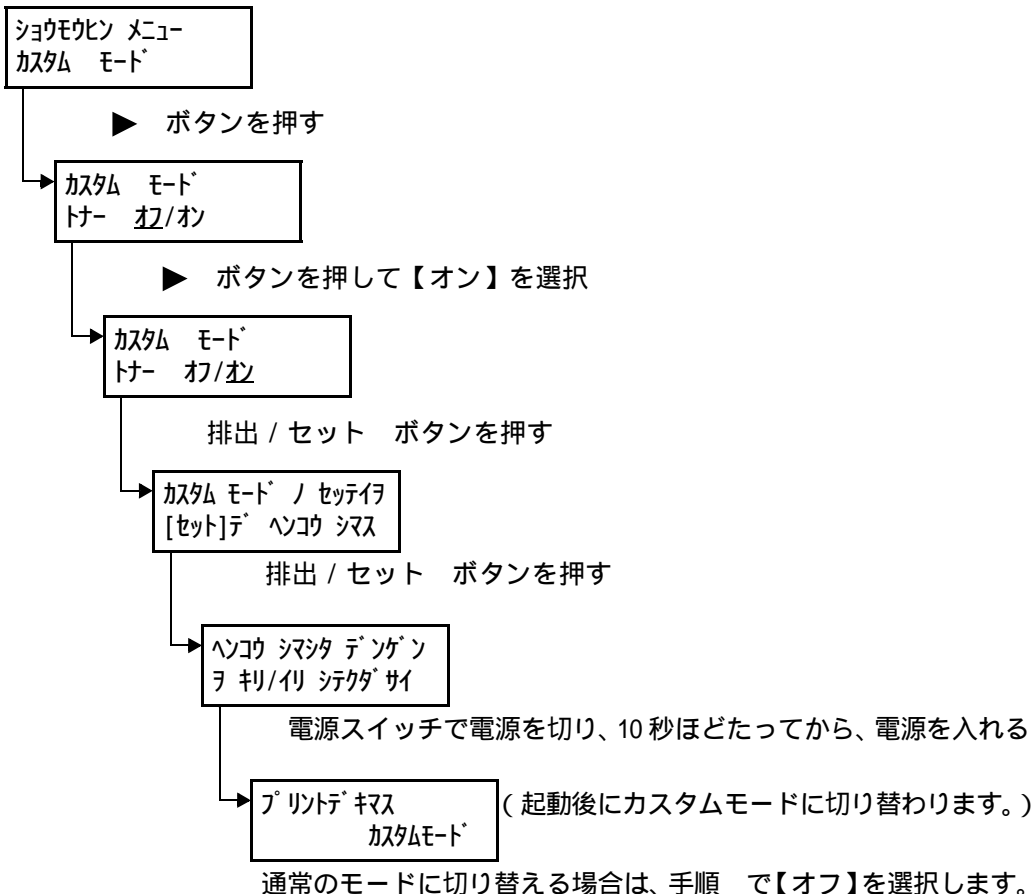 ｼｮｳﾓｳﾋﾝ ﾒﾆｭｰ
ｶｽﾀﾑ　ﾓｰﾄﾞ
▶　ボタンを押す
ｶｽﾀﾑ　ﾓｰﾄﾞ
ﾄﾅｰ　ｵﾌ/ｵﾝ
▶　ボタンを押して【オン】を選択
ｶｽﾀﾑ　ﾓｰﾄﾞ
ﾄﾅｰ　ｵﾌ/ｵﾝ
排出 / セット　ボタンを押す
ｶｽﾀﾑ ﾓｰﾄﾞ ﾉ ｾｯﾃｲｦ
[ｾｯﾄ]ﾃﾞ ﾍﾝｺｳ ｼﾏｽ
排出 / セット　ボタンを押す
ﾍﾝｺｳ ｼﾏｼﾀ ﾃﾞﾝｹﾞﾝ
ｦ ｷﾘ/ｲﾘ ｼﾃｸﾀﾞｻｲ
電源スイッチで電源を切り、10 秒ほどたってから、電源を入れる
ﾌﾟﾘﾝﾄﾃﾞｷﾏｽ
ｶｽﾀﾑﾓｰﾄﾞ
( 起動後にカスタムモードに切り替わります。)
通常のモードに切り替える場合は、手順　で【オフ】を選択します。